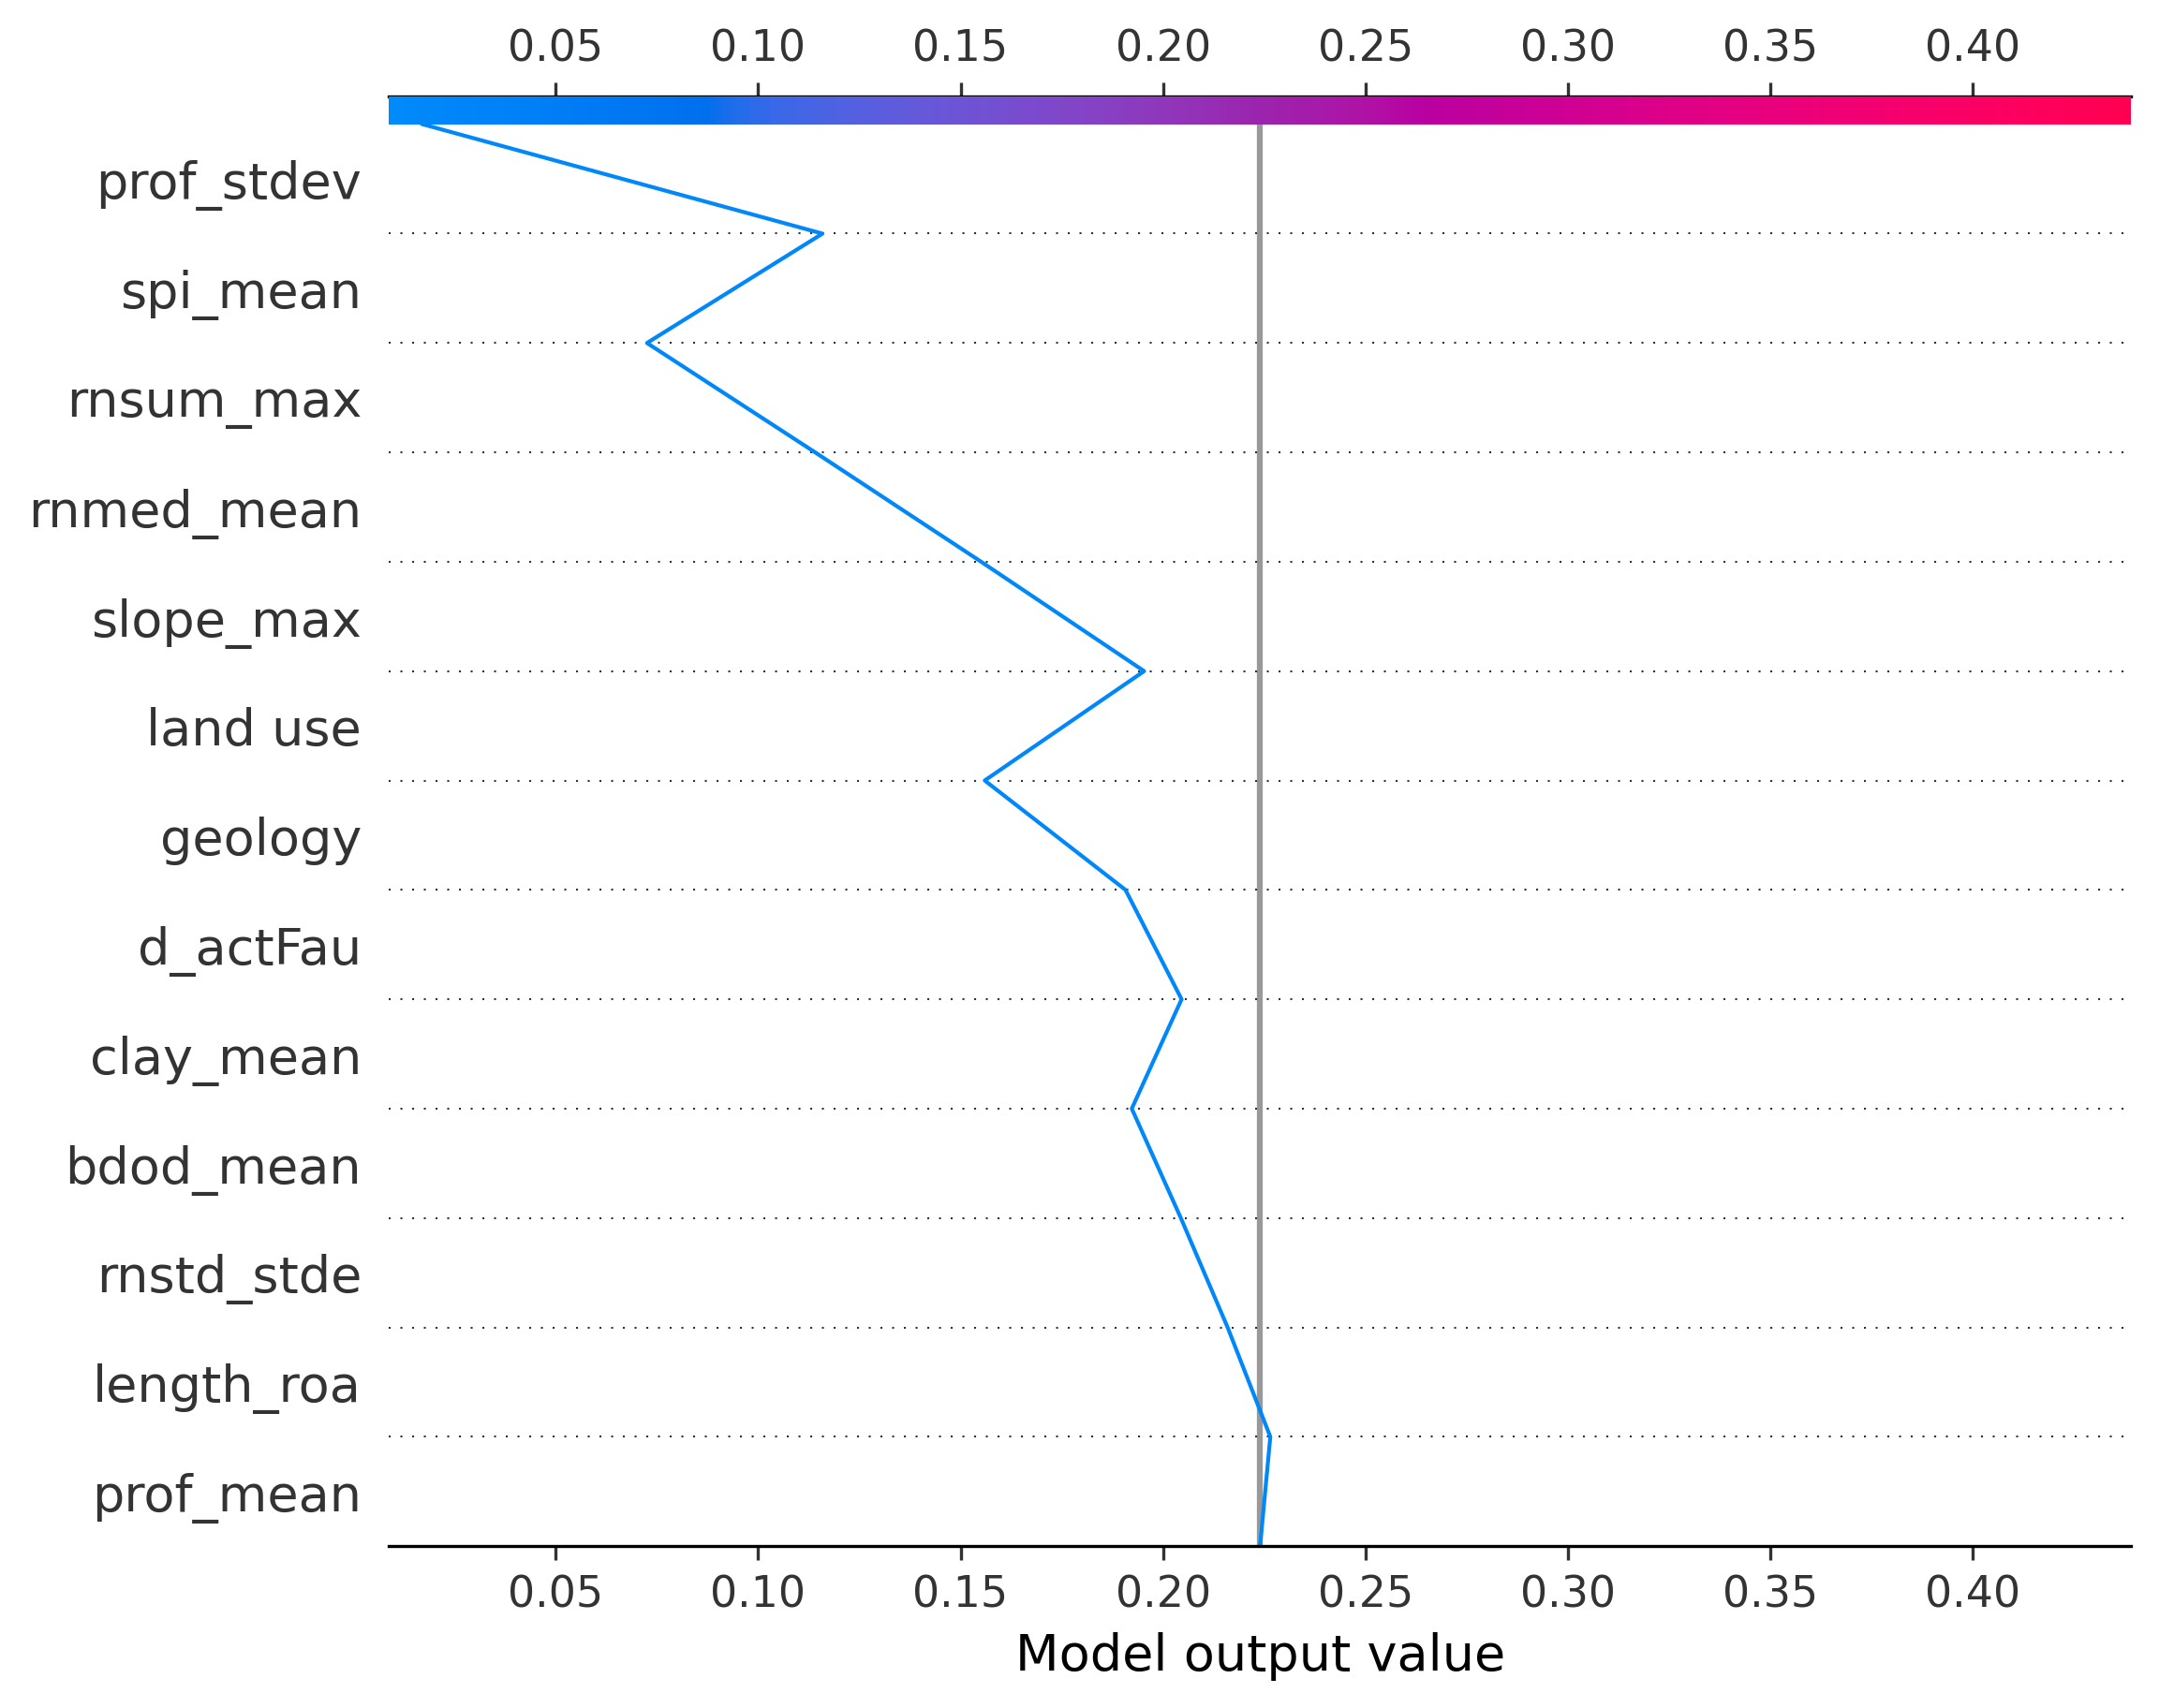 0.05 0.10 0.15 0.20 0.25 0.30 0.35 0.40
prof_stdev
spi_mean
rnsum_max
rnmed_mean
slope_max
land use
geology
d_actFau
clay_mean
bdod_mean
rnstd_stde
length_roa
prof_mean
0.05 0.10 0.15 0.20 0.25 0.30 0.35 0.40
Model output value